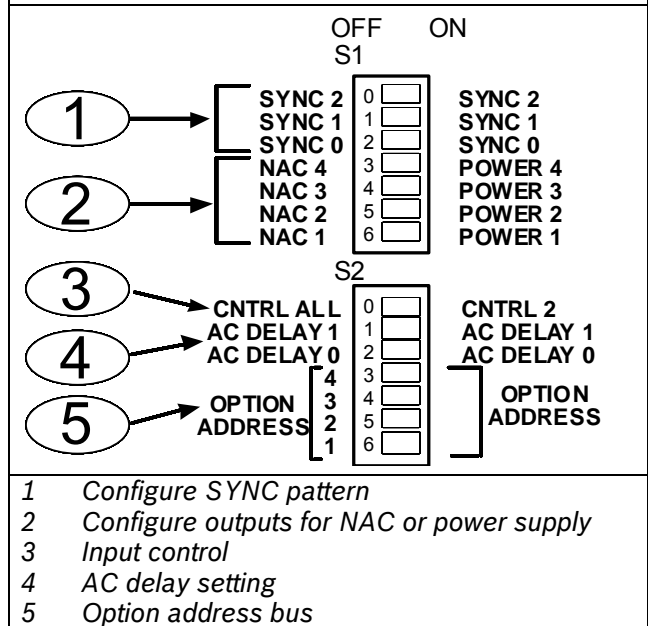 OFF ON
S1
1 SYNC 2 0 SYNC 2
SYNC 1 1 SYNC 1
SYNC 0 2 SYNC 0
2 NAC 4 3 POWER 4
NAC 3 4 POWER 3
NAC 2 5 POWER 2
NAC 1 6 POWER 1
S2
3 CNTRL ALL 0 CNTRL 2
4 AC DELAY 1 1 AC DELAY 1
AC DELAY 0 2 AC DELAY 0
5 OPTION ADDRESS 4 3 OPTION ADDRESS
3 4
2 5
1 6
1 Configure SYNC pattern
2 Configure outputs for NAC or power supply
3 Input control
4 AC delay setting
5 Option address bus